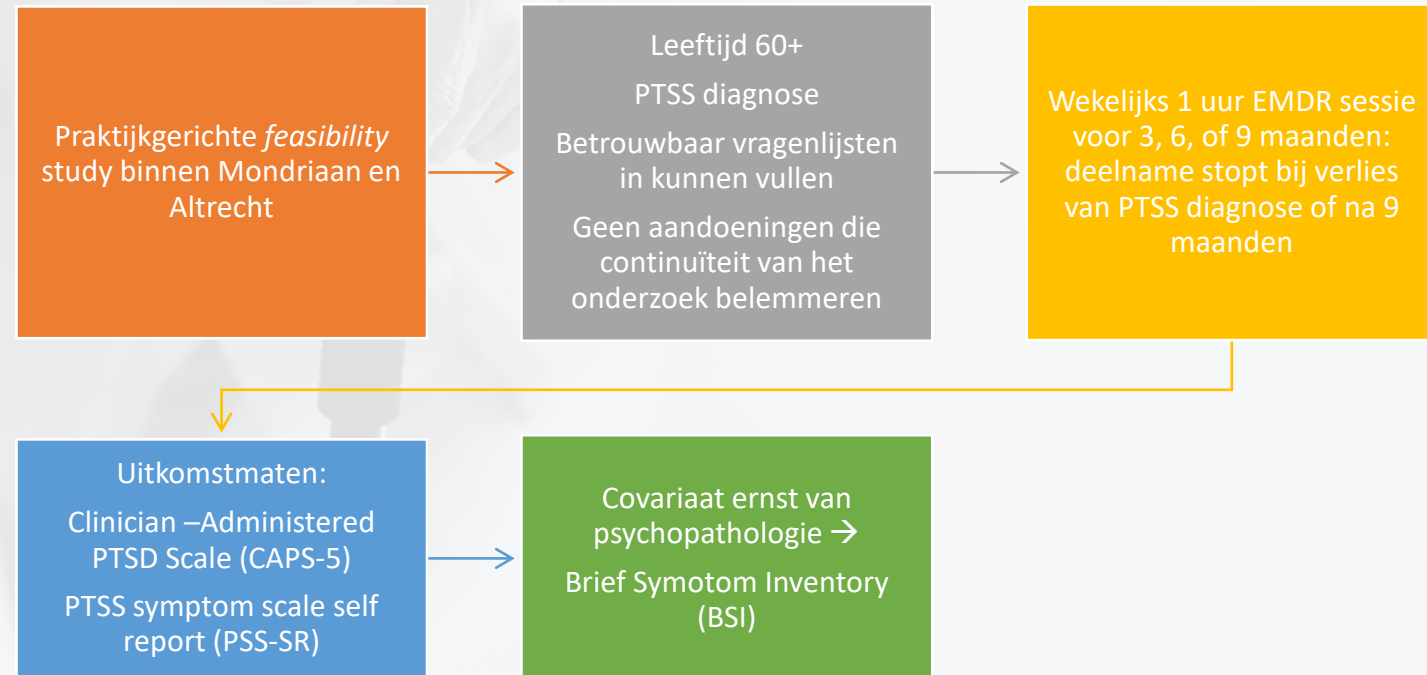 Praktijkgerichte feasibility
study binnen Mondriaan en
Altrecht
Leeftijd 60+
PTSS diagnose
Betrouwbaar vragenlijsten
in kunnen vullen
Geen aandoeningen die
continuïteit van het
onderzoek belemmeren
Wekelijks 1 uur EMDR sessie
voor 3, 6, of 9 maanden:
deelname stopt bij verlies
van PTSS diagnose of na 9
maanden
Uitkomstmaten:
Clinician –Administered
PTSD Scale (CAPS-5)
PTSS symptom scale self
report (PSS-SR)
Covariaat ernst van
psychopathologie →
Brief Symotom Inventory
(BSI)